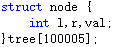 struct node {
    int l,r,val;
}tree[100005];